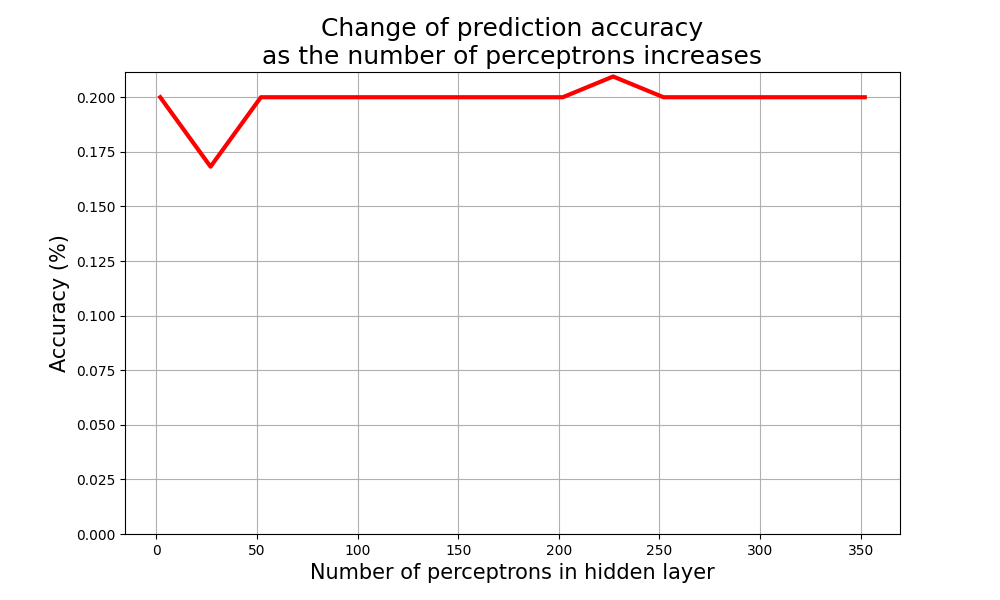 Change of prediction accuracy
as the number of perceptrons increases
0.200
0.175
0.150
0.125
0.100
0.075
0.050
0.025
0.000
Accuracy (%)
0 50 100 150 200 250 300 350
Number of perceptrons in hidden layer